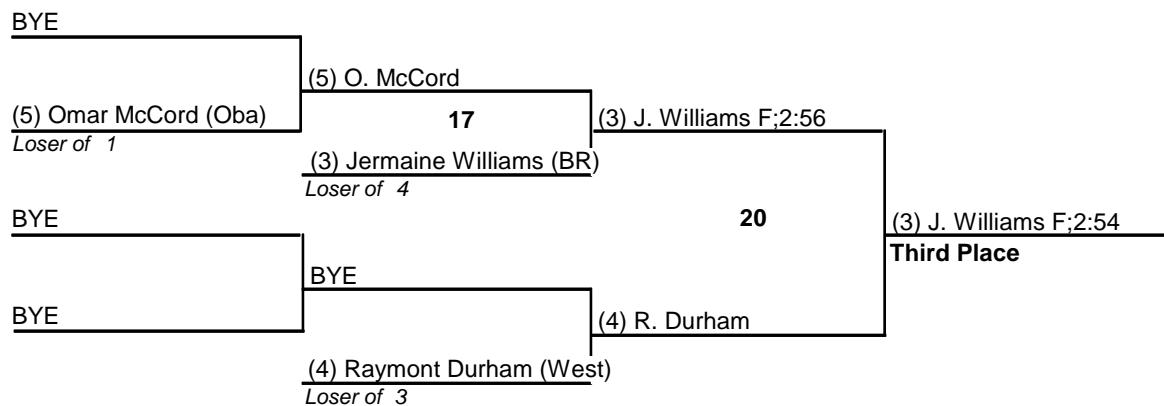 BYE
(5) O. McCord
(5) Omar McCord (Oba)
Loser of 1
17
(3) J. Williams F;2:56
(3) Jermaine Williams (BR)
Loser of 4
BYE
20
(3) J. Williams F;2:54
Third Place
BYE
BYE
(4) R. Durham
(4) Raymont Durham (West)
Loser of 3